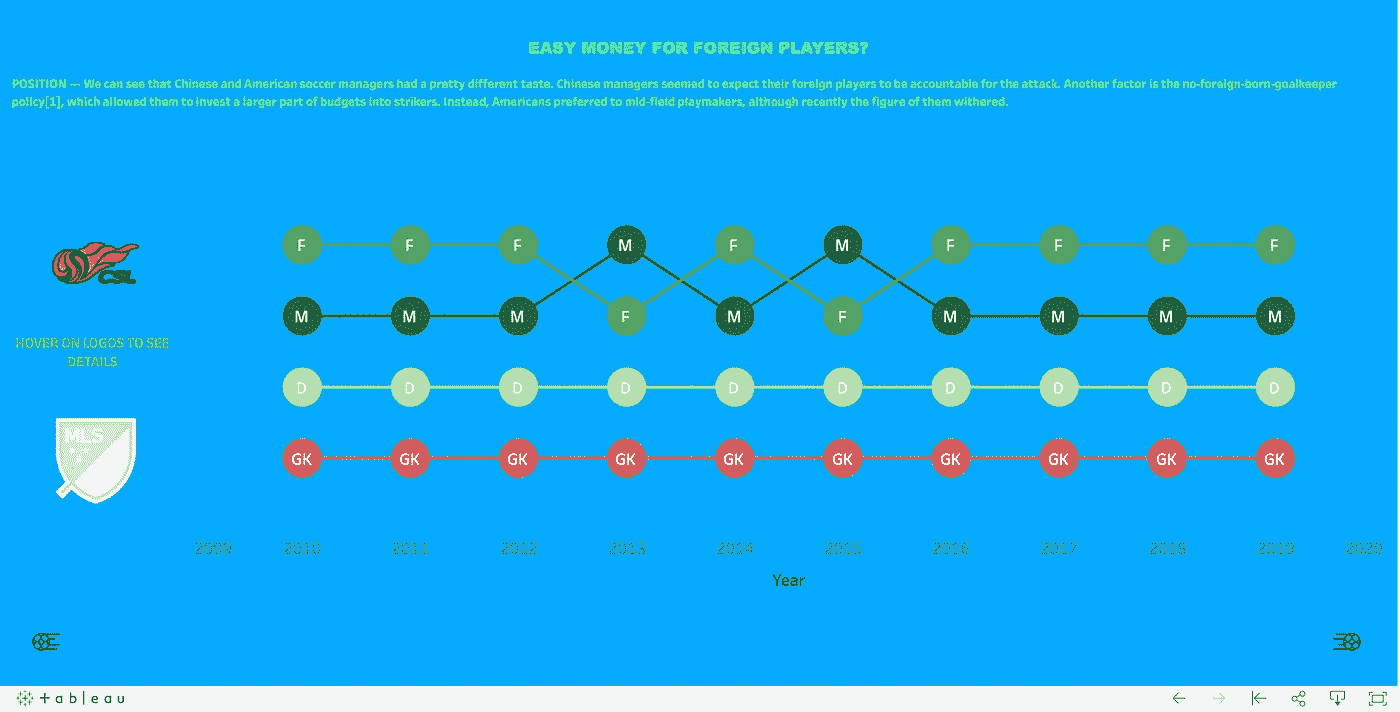 EASY MONEY FOR FOREIGN PLAYERS?
POSITION — We can see that Chinese and American soccer managers had a pretty different taste. Chinese managers seemed to expect their foreign players to be accountable for the attack. Another factor is the no-foreign-born-goalkeeper
policy[1], which allowed them to invest a larger part of budgets into strikers. Instead, Americans preferred to mid-field playmakers, although recently the figure of them withered.
F F F M F M F F F F
CSL
M M M F M F M M M M
HOVER ON LOGOS TO SEE
DETAILS
D D D D D D D D D D
MLS
GK GK GK GK GK GK GK GK GK GK
2009 2010 2011 2012 2013 2014 2015 2016 2017 2018 2019 2020
Year
+ableau